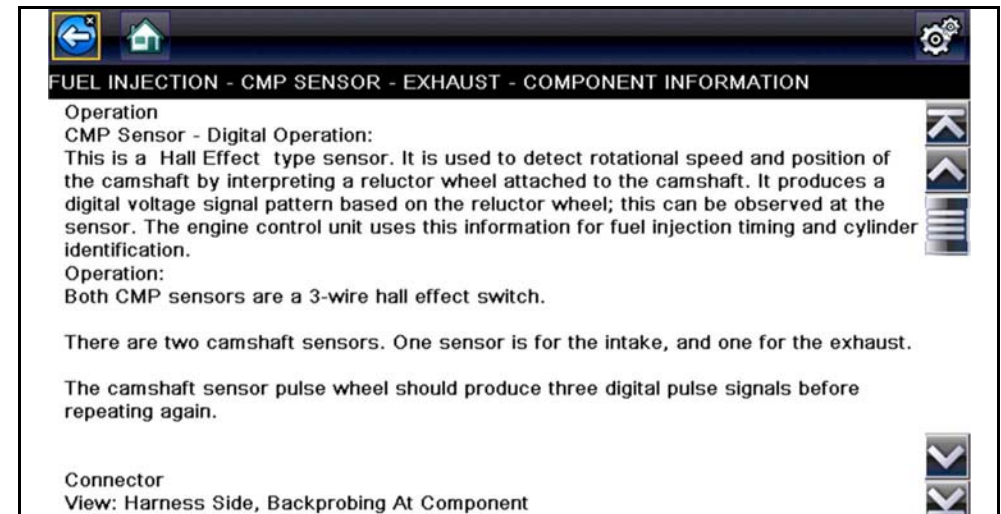 FUEL INJECTION - CMP SENSOR - EXHAUST - COMPONENT INFORMATION
Operation
CMP Sensor - Digital Operation:
This is a Hall Effect type sensor. It is used to detect rotational speed and position of
the camshaft by interpreting a reluctor wheel attached to the camshaft. It produces a
digital voltage signal pattern based on the reluctor wheel; this can be observed at the
sensor. The engine control unit uses this information for fuel injection timing and cylinder
identification.
Operation:
Both CMP sensors are a 3-wire hall effect switch.
There are two camshaft sensors. One sensor is for the intake, and one for the exhaust.
The camshaft sensor pulse wheel should produce three digital pulse signals before
repeating again.
Connector
View: Harness Side, Backprobing At Component